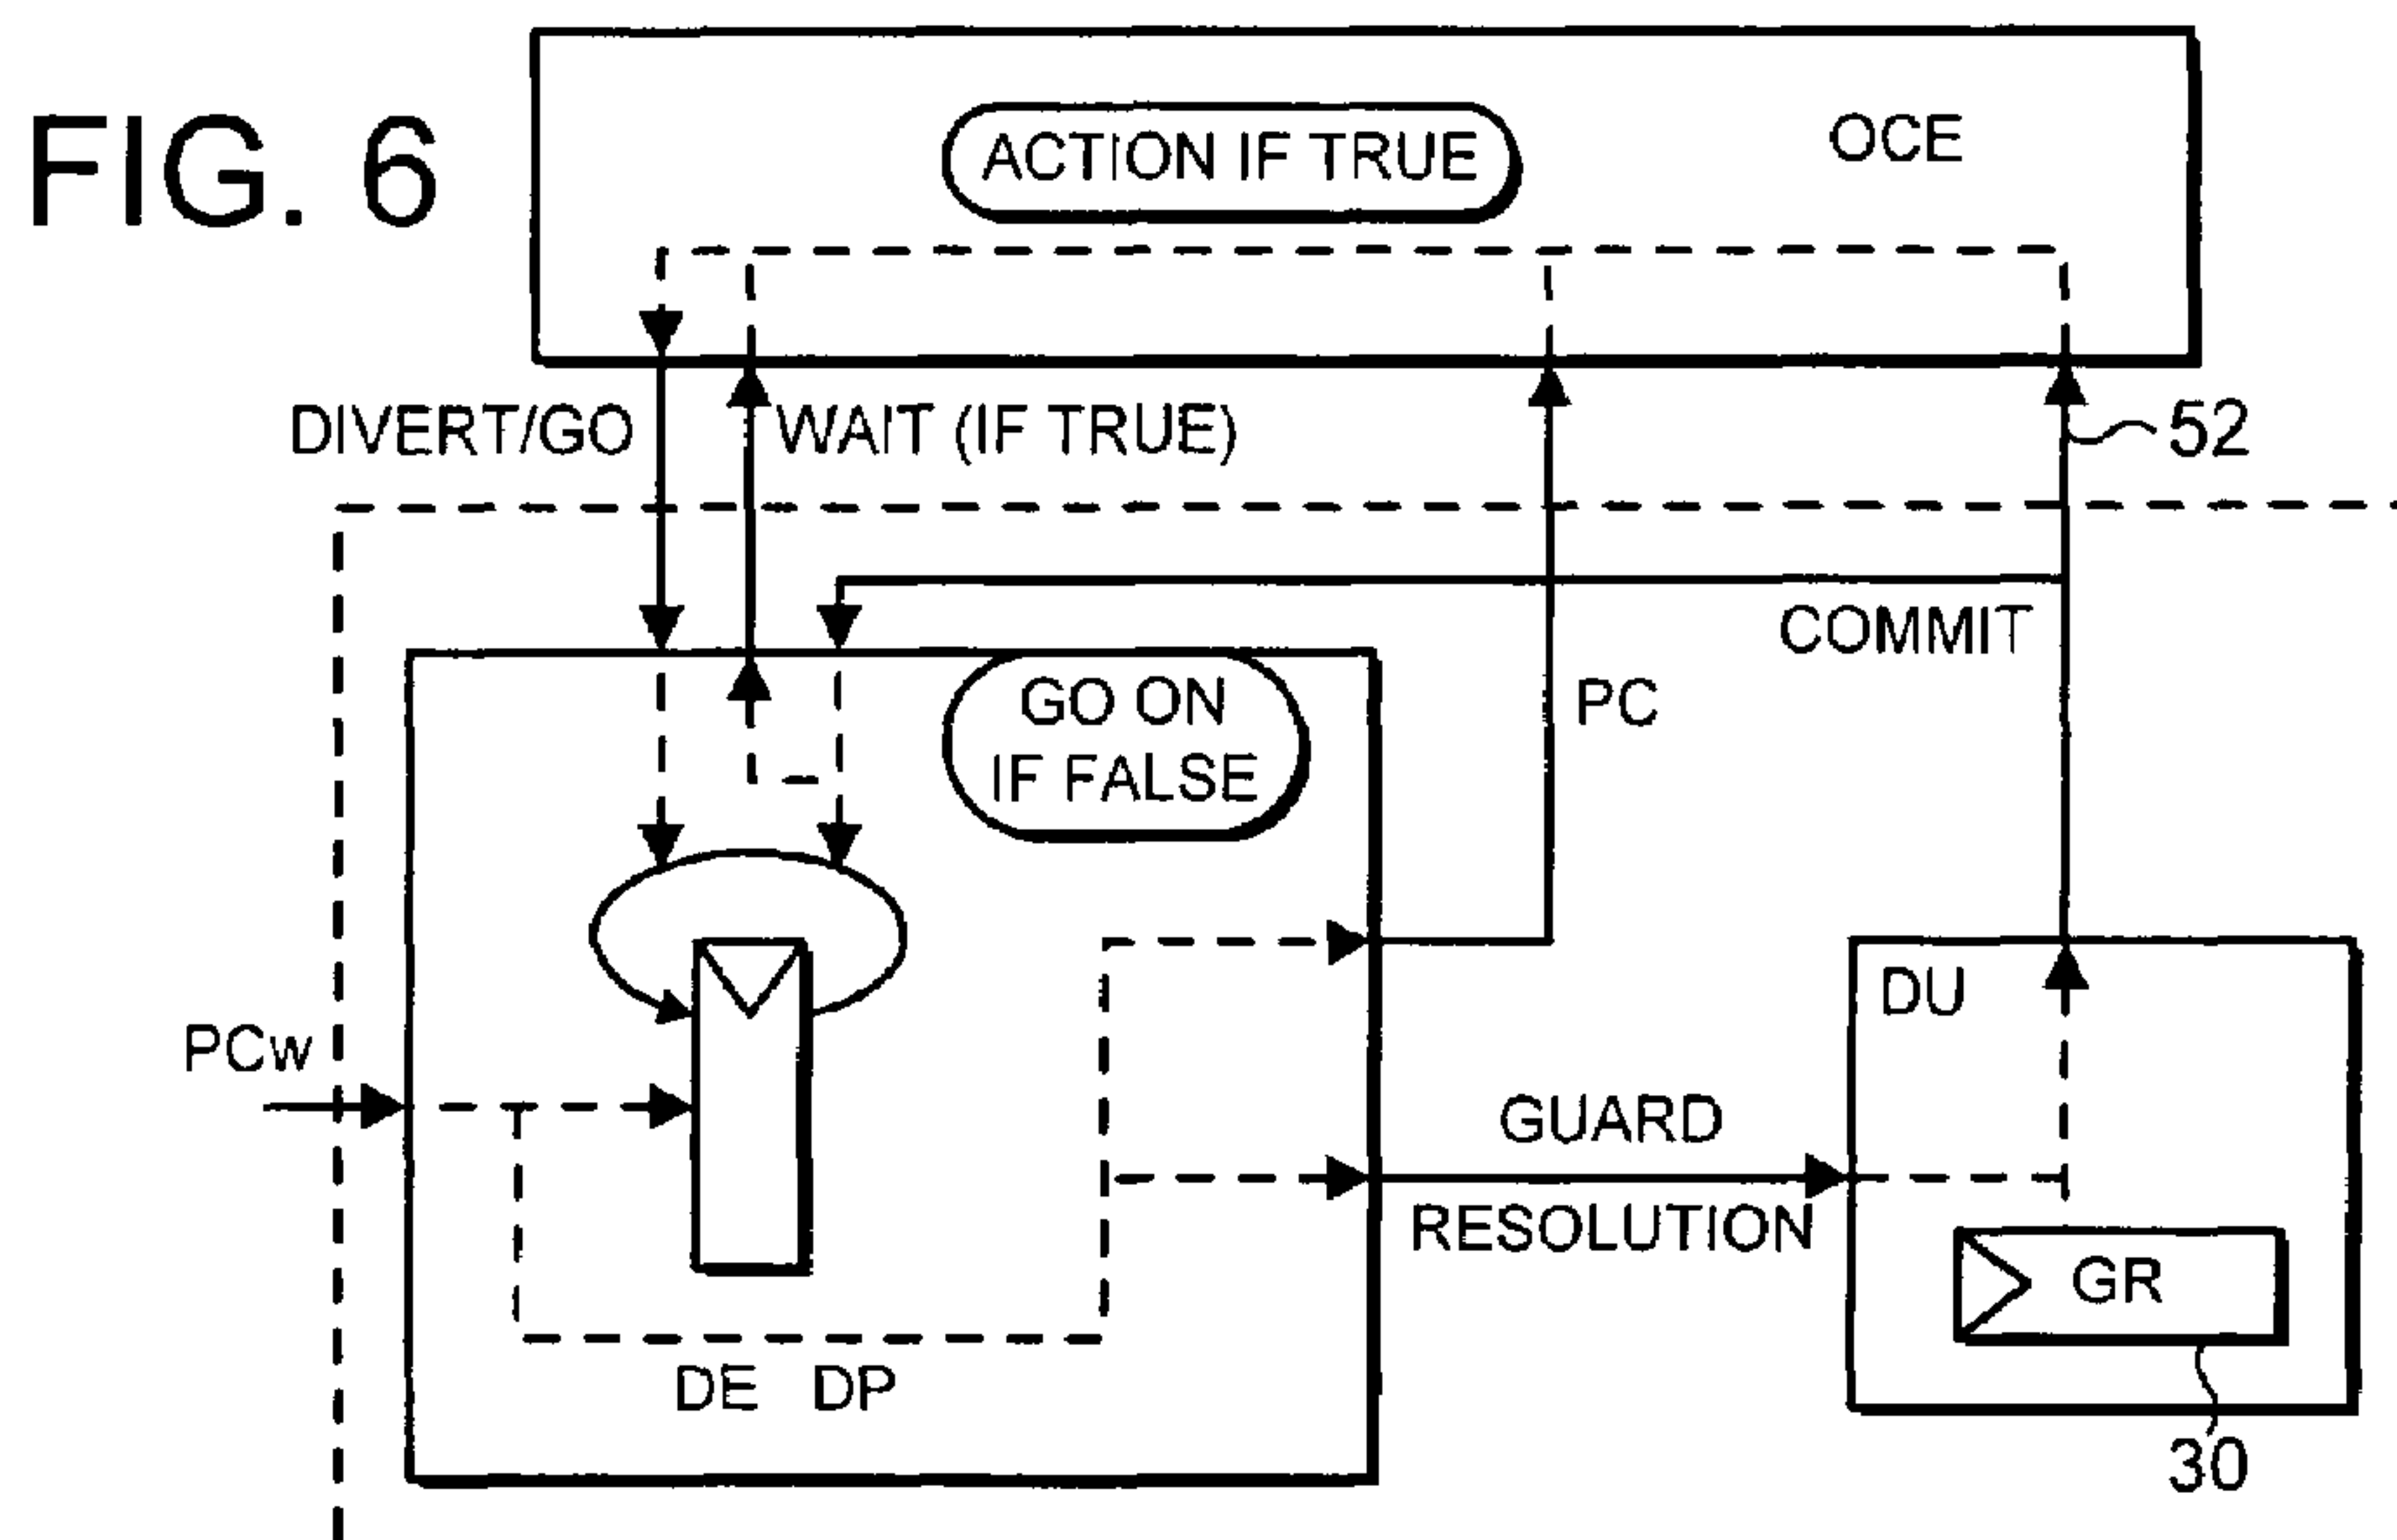 FIG. 6
ACTION IF TRUE
OCE
DIVERT/GO
WAIT (IF TRUE)
52
COMMIT
GO ON
IF FALSE
PC
DU
PCw
GUARD
RESOLUTION
GR
DE DP
30